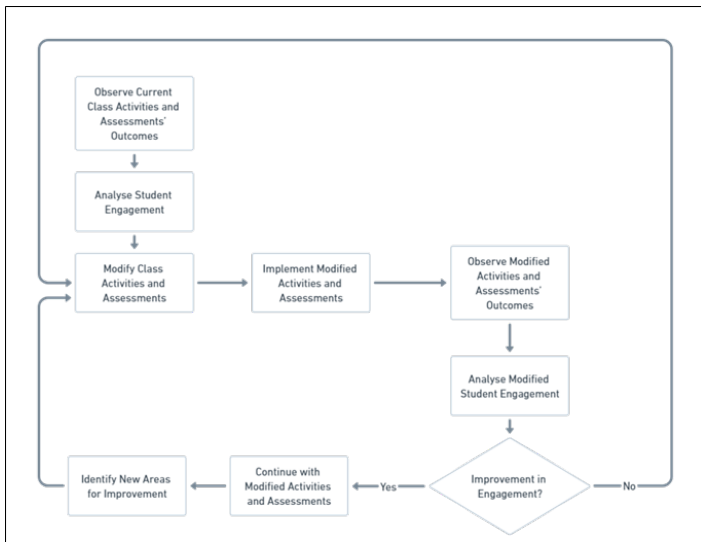 Observe Current
Class Activities and
Assessments'
Outcomes
Analyse Student
Engagement
Modify Class
Activities and
Assessments
Implement Modified
Activities and
Assessments
Observe Modified
Activities and
Assessments'
Outcomes
Analyse Modified
Student Engagement
Improvement in
Engagement?
No
Yes
Continue with
Modified Activities
and Assessments
Identify New Areas
for Improvement